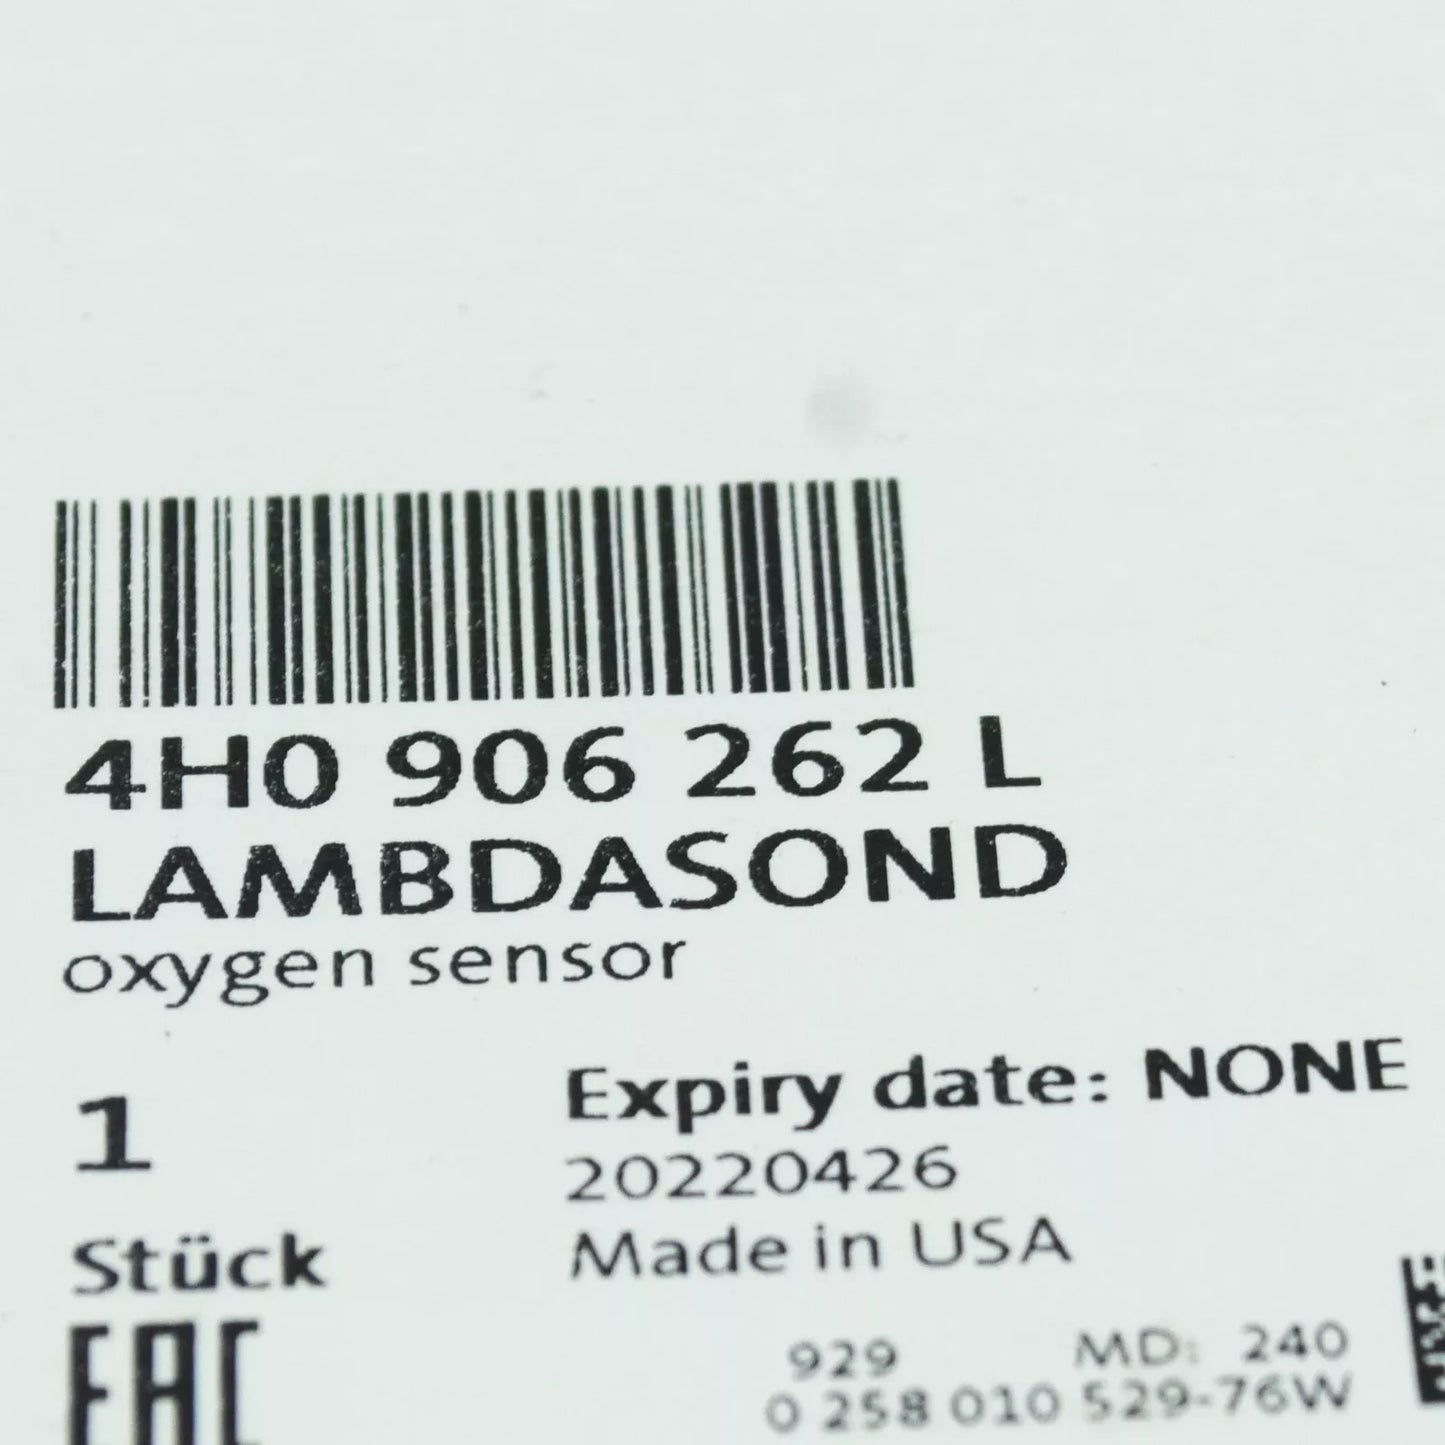 4H0 906 262 L
LAMBDASOND
oxygen sensor
1
Expiry date: NONE
20220426
Made in USA
Stück
EAC
929 MD: 240
0 258 010 529-76W